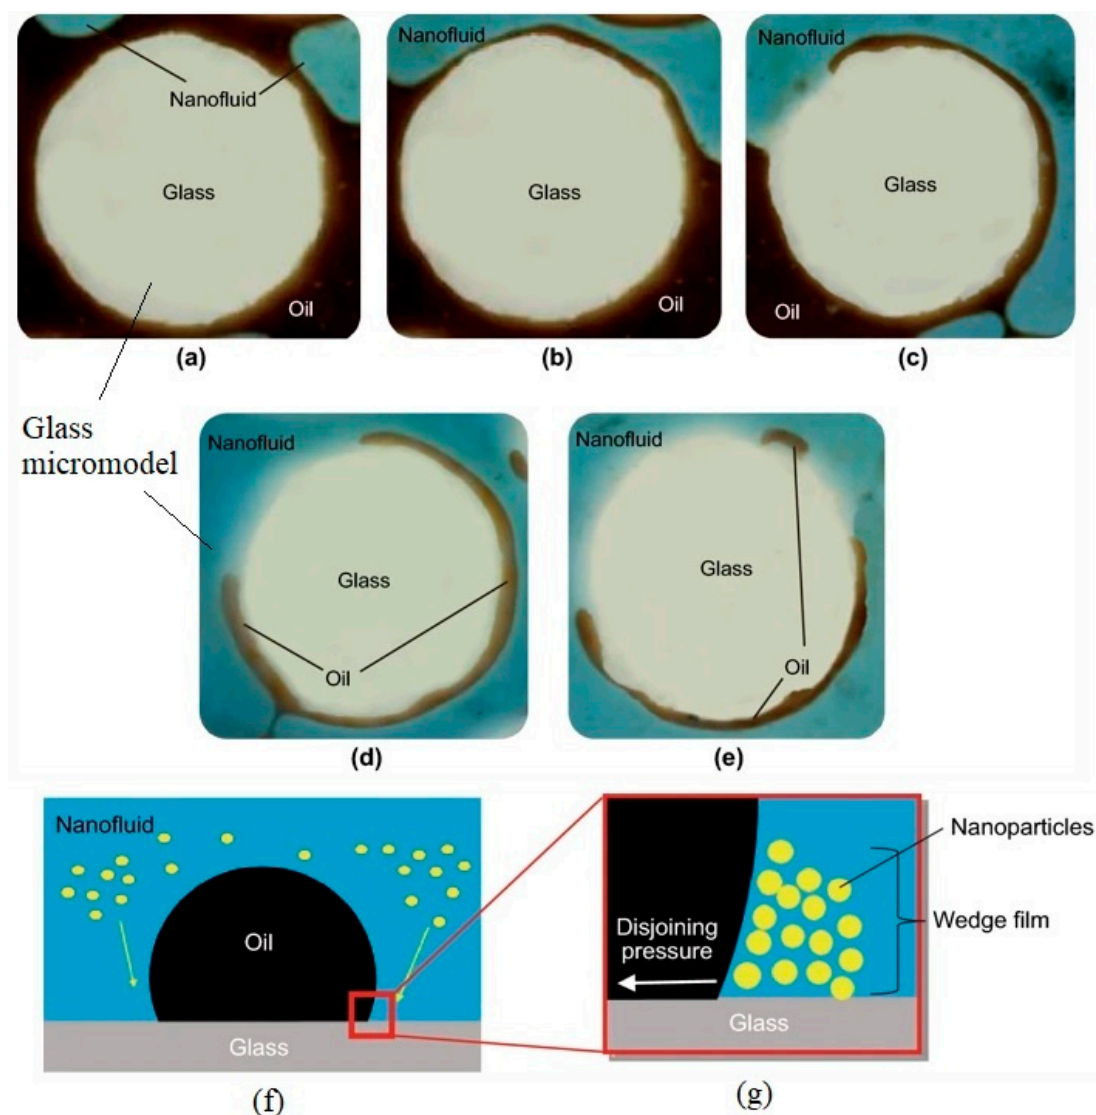 Nanofluid
Glass
Oil
(a)
Nanofluid
Glass
Oil
(b)
Nanofluid
Glass
Oil
(c)
Glass
micromodel
Nanofluid
Glass
Oil
(d)
Nanofluid
Glass
Oil
(e)
Nanofluid
Oil
Glass
(f)
Nanoparticles
Wedge film
Disjoining
pressure
Glass
(g)